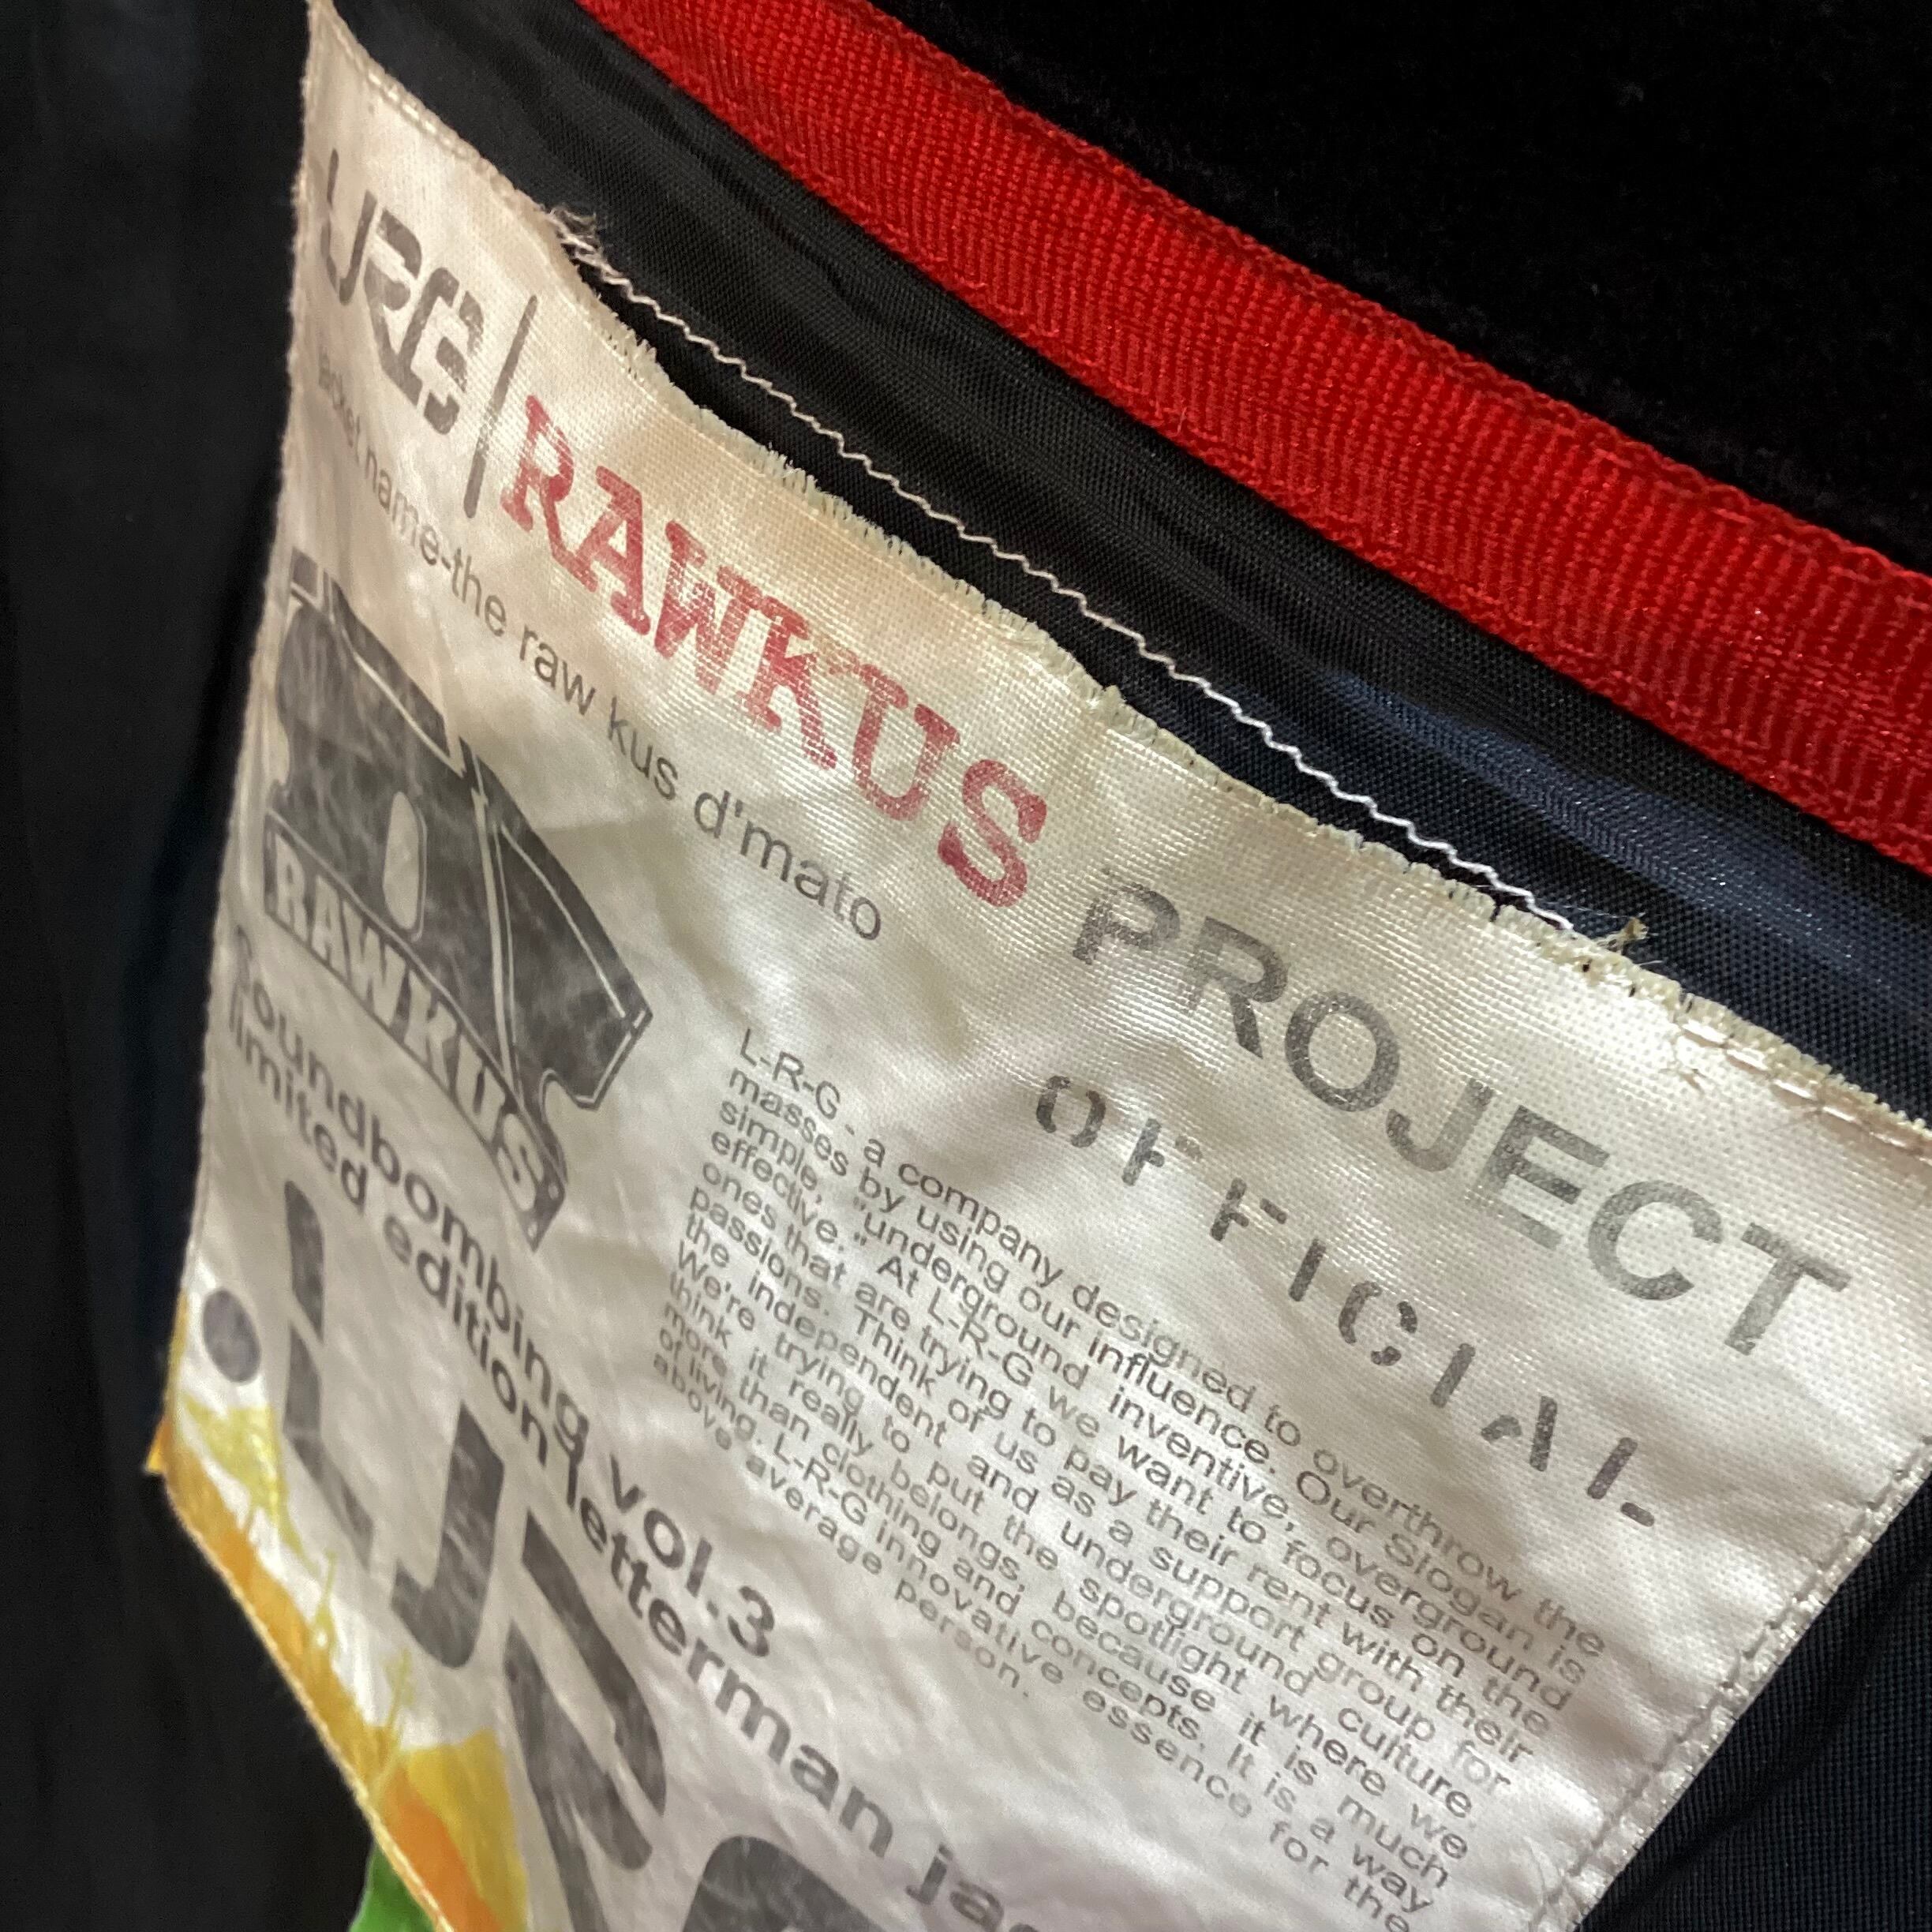 LRG | RAWKUS PROJECT
jacket name-the raw kus d'mato
OFFICIAL
RAWKUS
Soundbombing vol.3
limited edition letterman
L-R-G - a company designed to overthrow the
masses by using our influence. Our Slogan is
simple, "underground inventive, overground
effective." At L-R-G we want to focus on the
ones that are trying to pay their rent with their
passions. Think of us as a support group for
the independent and underground culture.
We're trying to put the spotlight where we
think it really belongs, because it is much
more than clothing and concepts. It is a way
of living. L-R-G innovative essence for the
above average person.
LRG